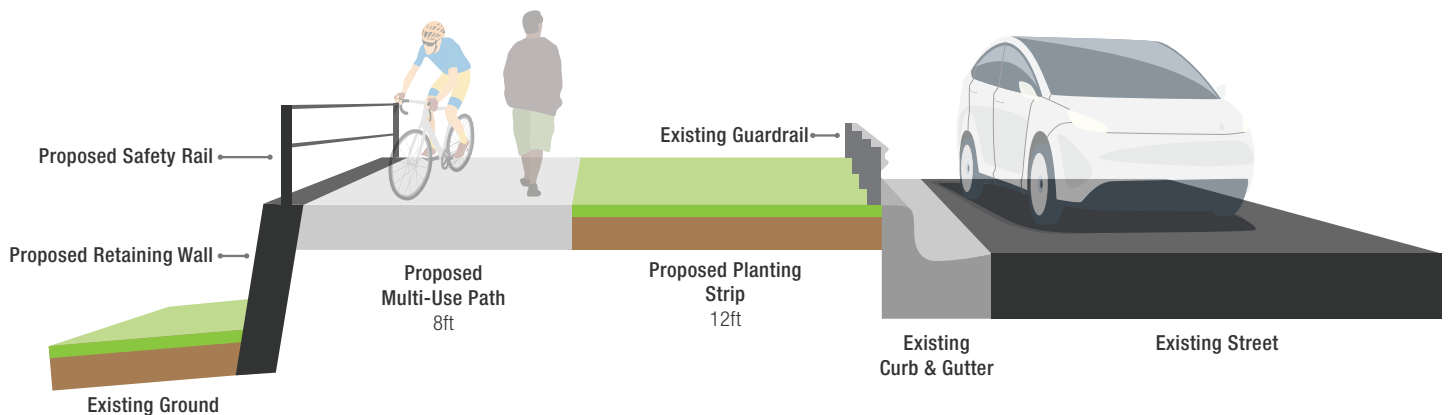 Proposed Safety Rail
Existing Guardrail
Proposed Retaining Wall
Proposed
Multi-Use Path
8ft
Proposed Planting
Strip
12ft
Existing
Curb & Gutter
Existing Street
Existing Ground